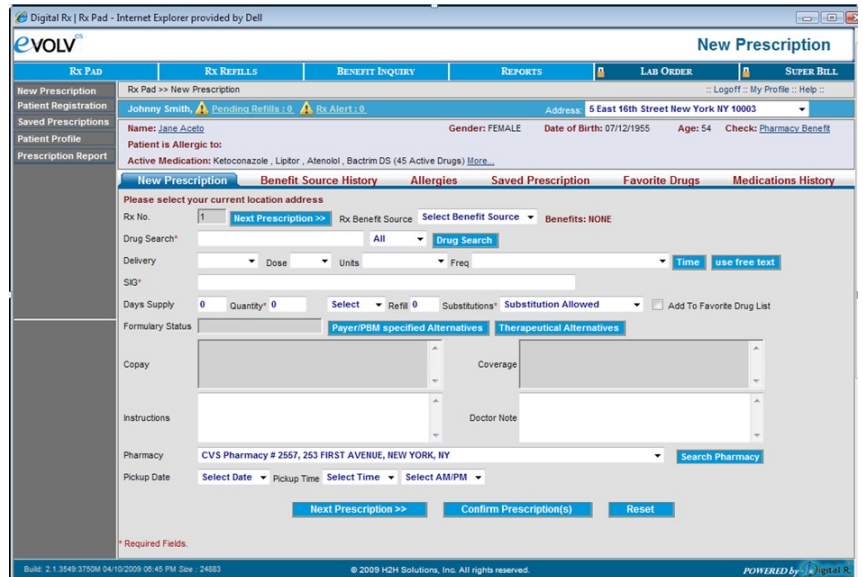 Digital Rx | Rx Pad - Internet Explorer provided by Dell
eVOLV
New Prescription
RX PAD RX REFILLS BENEFIT INQUIRY REPORTS LAB ORDER SUPER BILL
New Prescription
Patient Registration
Saved Prescriptions
Patient Profile
Prescription Report
Rx Pad >> New Prescription :: Logoff :: My Profile :: Help ::
Johnny Smith, Pending Refills : 0 Rx Alert : 0 Address: 5 East 16th Street New York NY 10003
Name: Jane Aceto Gender: FEMALE Date of Birth: 07/12/1955 Age: 54 Check: Pharmacy Benefit
Patient is Allergic to:
Active Medication: Ketoconazole , Lipitor , Atenolol , Bactrim DS (45 Active Drugs) More...
New Prescription Benefit Source History Allergies Saved Prescription Favorite Drugs Medications History
Please select your current location address
Rx No. 1 Next Prescription >> Rx Benefit Source Select Benefit Source Benefits: NONE
Drug Search* All Drug Search
Delivery Dose Units Freq Time use free text
SIG*
Days Supply 0 Quantity* 0 Select Refill 0 Substitutions* Substitution Allowed Add To Favorite Drug List
Formulary Status Payer/PBM specified Alternatives Therapeutical Alternatives
Copay Coverage
Instructions Doctor Note
Pharmacy CVS Pharmacy # 2557, 253 FIRST AVENUE, NEW YORK, NY Search Pharmacy
Pickup Date Select Date Pickup Time Select Time Select AM/PM
Next Prescription >> Confirm Prescription(s) Reset
* Required Fields.
Build: 2.1.3549:3750M 04/10/2009 06:45 PM Size : 24883 © 2009 H2H Solutions, Inc. All rights reserved. POWERED by Digital R